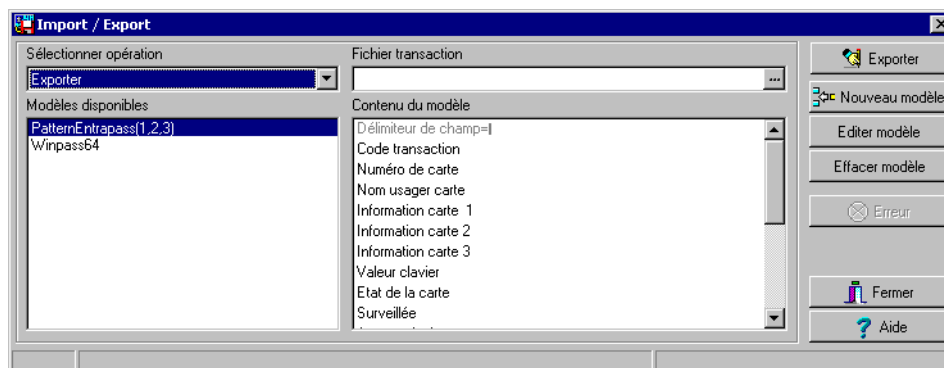 Import / Export
Sélectionner opération
Exporter
Fichier transaction
...
Modèles disponibles
PatternEntrapass(1,2,3)
Winpass64
Contenu du modèle
Délimiteur de champ=|
Code transaction
Numéro de carte
Nom usager carte
Information carte 1
Information carte 2
Information carte 3
Valeur clavier
Etat de la carte
Surveillée
Exporter
Nouveau modèle
Editer modèle
Effacer modèle
Erreur
Fermer
Aide